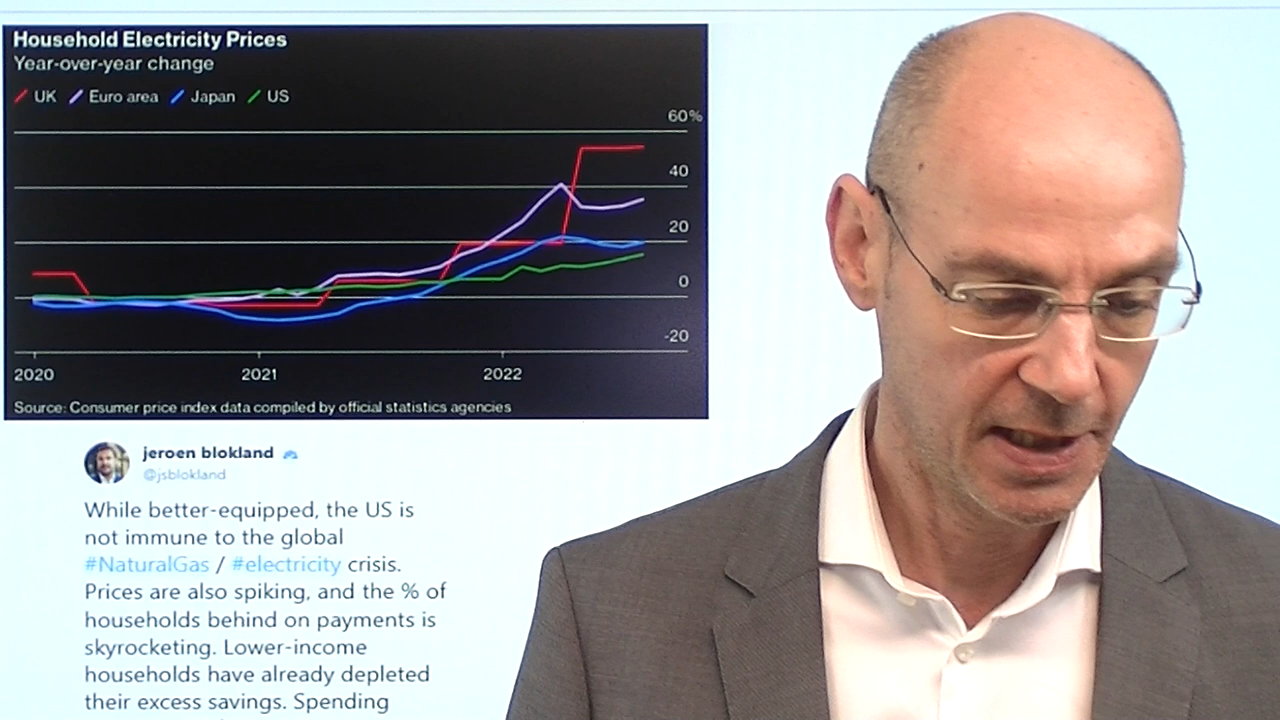 Household Electricity Prices
Year-over-year change
UK Euro area Japan US
60%
40
20
0
-20
2020 2021 2022
Source: Consumer price index data compiled by official statistics agencies
jeroen blokland
@jsblokland
While better-equipped, the US is
not immune to the global
#NaturalGas / #electricity crisis.
Prices are also spiking, and the % of
households behind on payments is
skyrocketing. Lower-income
households have already depleted
their excess savings. Spending